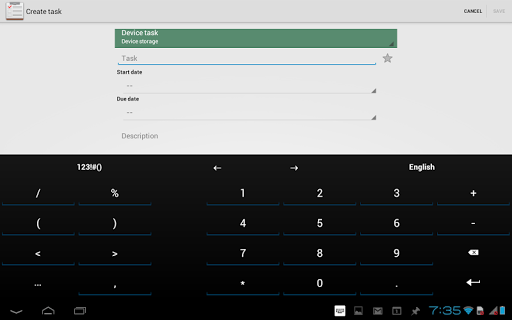 Create task
CANCEL
SAVE
Device task
Device storage
Task
Start date
--
Due date
--
Description
123!#()
←
→
English
/ % 1 2 3 +
( ) 4 5 6 -
< > 7 8 9
... , * 0 .
7:35